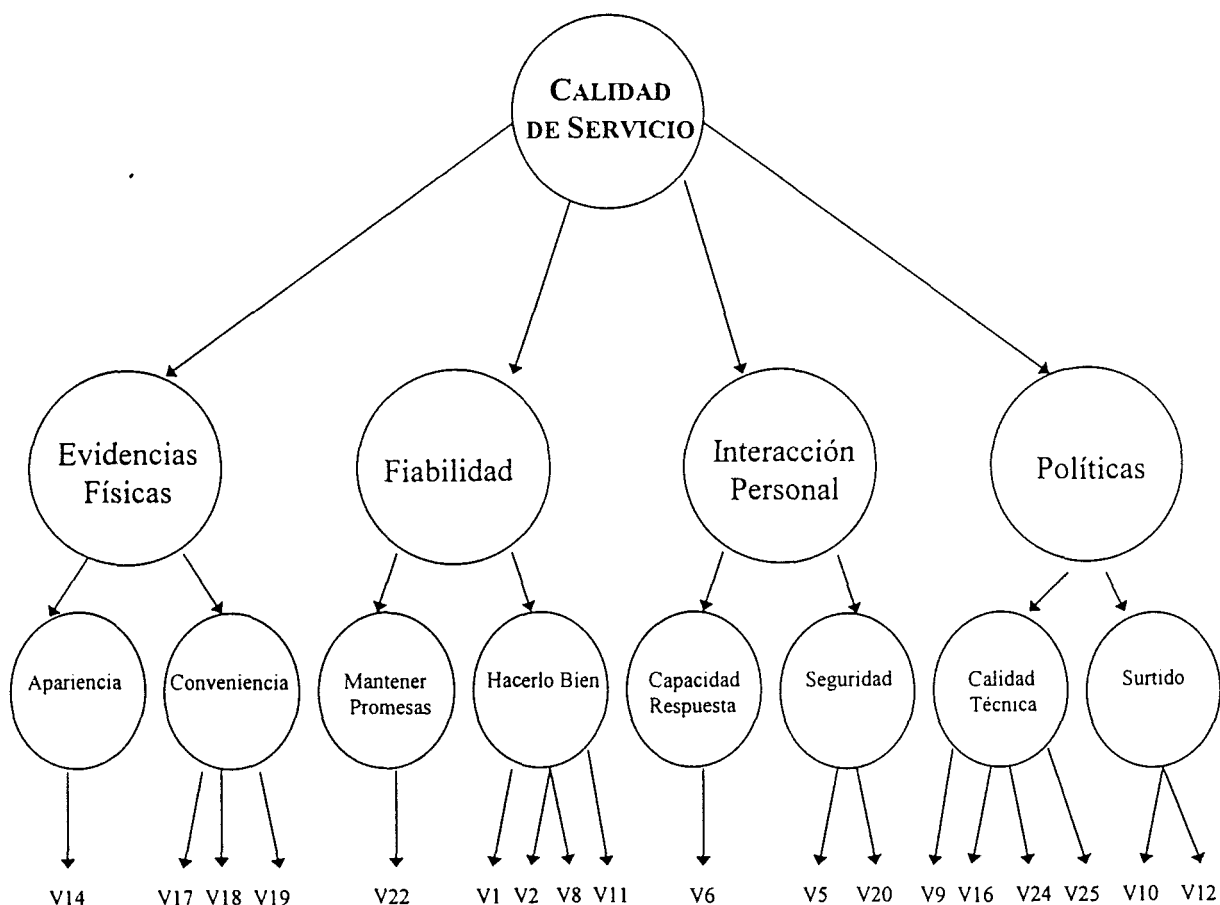 CALIDAD
DE SERVICIO
Evidencias
Físicas
Fiabilidad
Interacción
Personal
Políticas
Apariencia
Conveniencia
Mantener
Promesas
Hacerlo Bien
Capacidad
Respuesta
Seguridad
Calidad
Técnica
Surtido
V14 V17 V18 V19 V22 V1 V2 V8 V11 V6 V5 V20 V9 V16 V24 V25 V10 V12